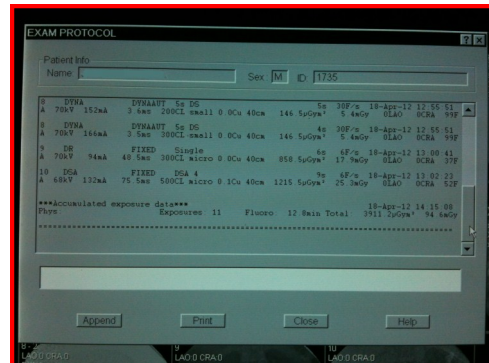 EXAM PROTOCOL
? x
Patient Info
Name: Sex M ID 1735
8 DYNA DYNAAUT 5s DS 5s 30F/s 18-Apr-12 12 55 51
A 70kV 152mA 3.6ms 200CL small 0.0Cu 40cm 146.5µGym² 5.4mGy 0LAO 0CRA 99F
8 DYNA DYNAAUT 5s DS 4s 30F/s 18-Apr-12 12 55 51
A 70kV 166mA 3.5ms 200CL small 0.0Cu 40cm 146 5µGym² 5.4mGy 0LAO 0CRA 99F
9 DR FIXED Single 6s 6F/s 18-Apr-12 13 00 41
A 70kV 94mA 40.5ms 300CL micro 0.0Cu 40cm 858 5µGym² 17.9mGy 0LAO 0CRA 37F
10 DSA FIXED DSA 4 9s 6F/s 18-Apr-12 13 02 23
A 68kV 132mA 75.5ms 500CL micro 0.1Cu 40cm 1215.5µGym² 25 3mGy 0LAO 0CRA 52F
***Accumulated exposure data*** 18-Apr-12 14 15 08
Phys: Exposures 11 Fluoro 12 8min Total 3911.2µGym² 94 6mGy
Append Print Close Help
8 - 9 10
LAO:0 CRA:0 LAO:0 CRA:0 LAO:0 CRA:0